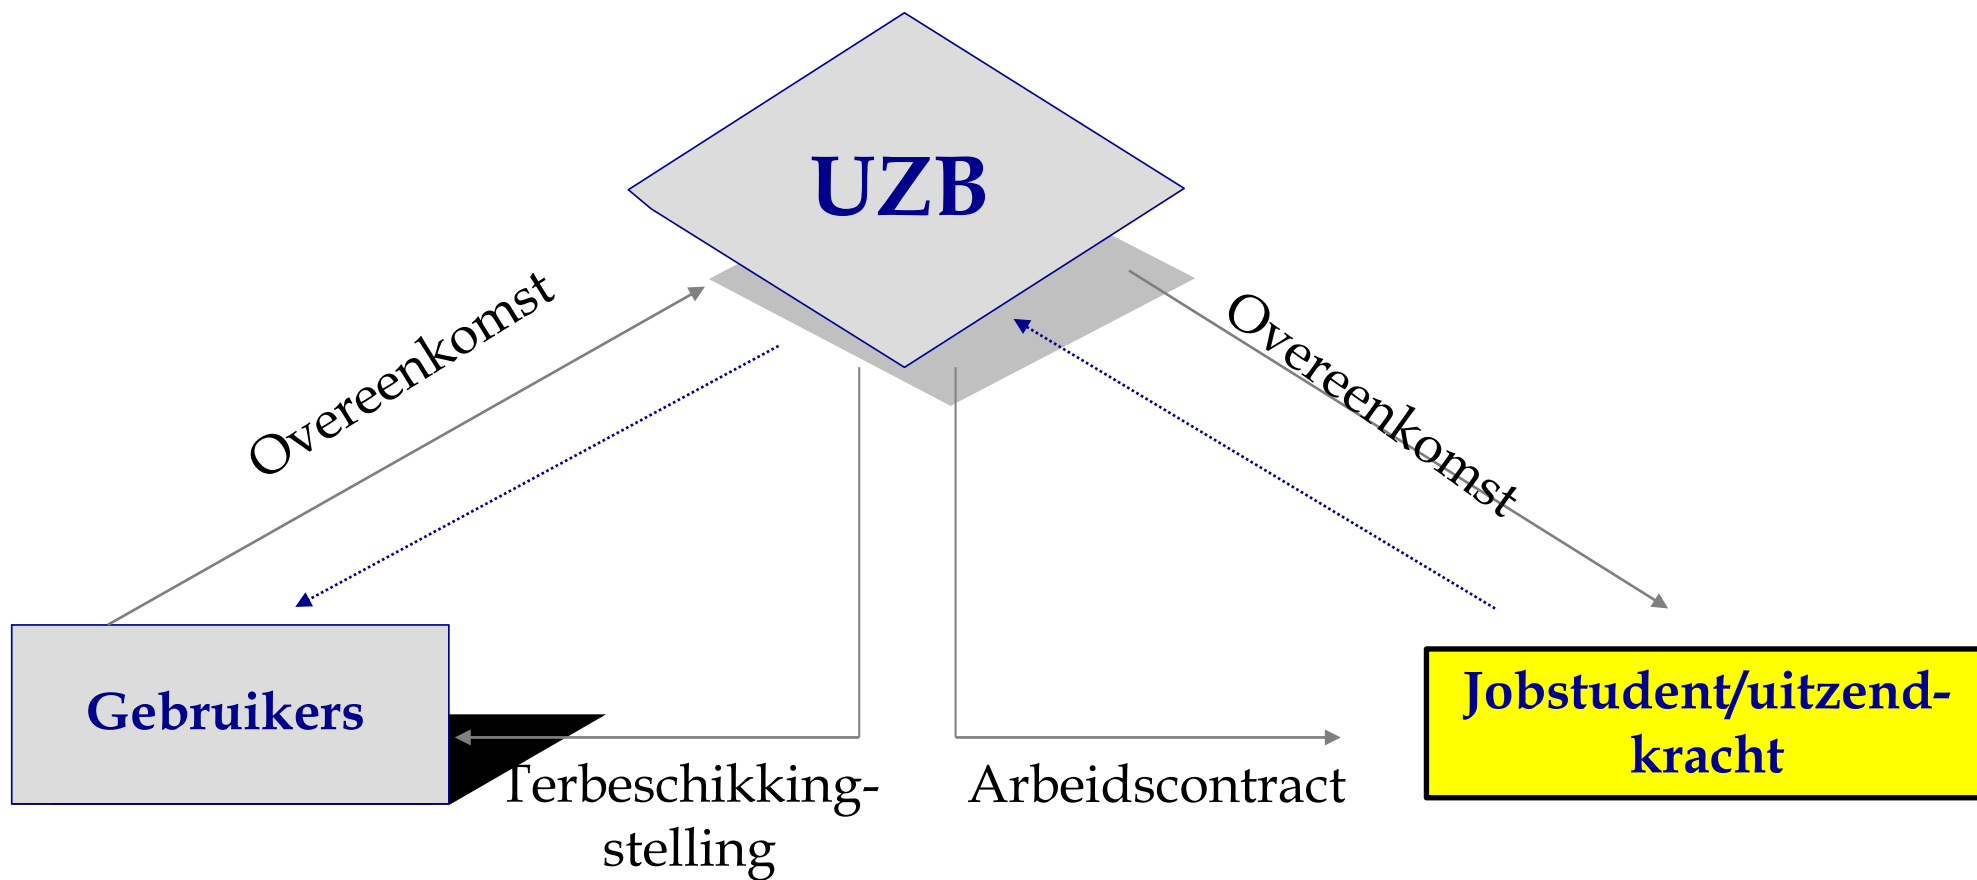 UZB
Overeenkomst
Overeenkomst
Gebruikers
Jobstudent/uitzend-
kracht
Terbeschikking-
stelling
Arbeidscontract